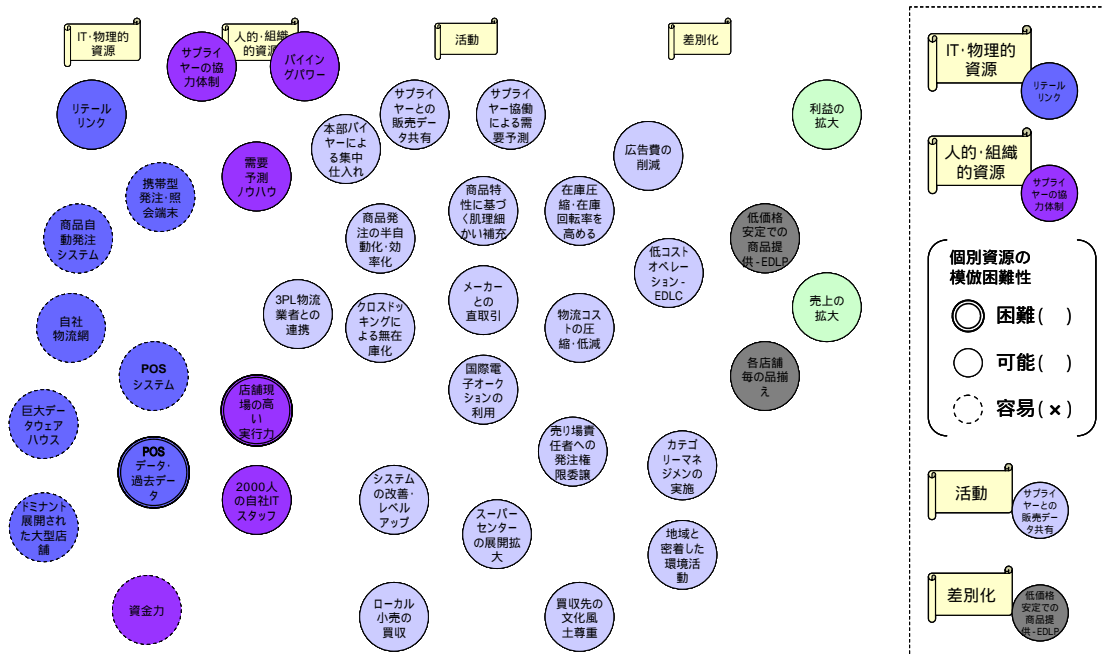 IT・物理的
資源
人的・組織
的資源
活動
差別化
サプライ
ヤーの協
力体制
バイイン
グパワー
リテール
リンク
サプライ
ヤーとの
販売デー
タ共有
サプライ
ヤー協働
による需
要予測
利益の
拡大
本部バイ
ヤーによ
る集中
仕入れ
広告費の
削減
需要
予測
ノウハウ
携帯型
発注・照
会端末
商品特
性に基づ
く肌理細
かい補充
在庫圧
縮・在庫
回転率を
高める
商品自
動発注
システム
商品発
注の半自
動化・効
率化
低価格
安定での
商品提
供-EDLP
低コスト
オペレー
ション-
EDLC
メーカー
との
直取引
売上の
拡大
3PL物流
業者との
連携
自社
物流網
クロスドッ
キングによ
る無在
庫化
物流コス
トの圧
縮・低減
POS
システム
各店舗
毎の品揃
え
国際電
子オーク
ションの
利用
店舗現
場の高
い
実行力
巨大デー
タウェア
ハウス
売り場責
任者への
発注権
限委譲
カテゴ
リーマネ
ジメンの
実施
POS
データ・
過去デー
タ
2000人
の自社IT
スタッフ
システム
の改善・
レベル
アップ
ドミナント
展開され
た大型店
舗
スーパー
センター
の展開拡
大
地域と
密着した
環境活
動
資金力
ローカル
小売の
買収
買収先の
文化風
土尊重
IT・物理的
資源
リテール
リンク
人的・組織
的資源
サプライ
ヤーの協
力体制
個別資源の
模倣困難性
困難( )
可能( )
容易(×)
活動
サプライ
ヤーとの
販売デー
タ共有
差別化
低価格
安定での
商品提
供-EDLP